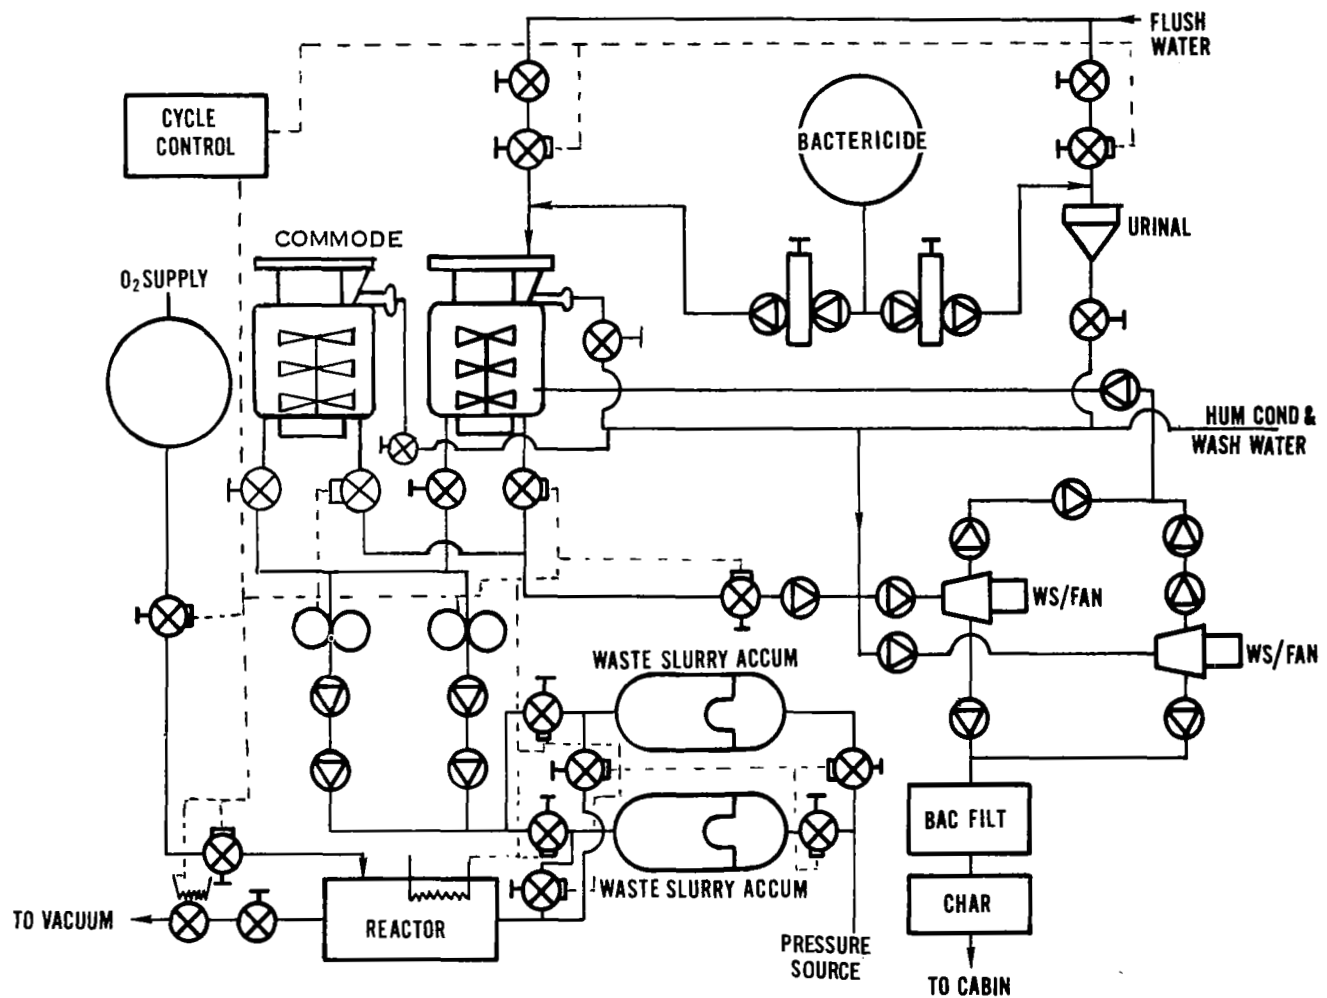 FLUSH
WATER
CYCLE
CONTROL
BACTERICIDE
COMMODE
URINAL
O2 SUPPLY
HUM COND &
WASH WATER
WS/FAN
WS/FAN
WASTE SLURRY ACCUM
BAC FILT
WASTE SLURRY ACCUM
CHAR
TO VACUUM
REACTOR
PRESSURE
SOURCE
TO CABIN